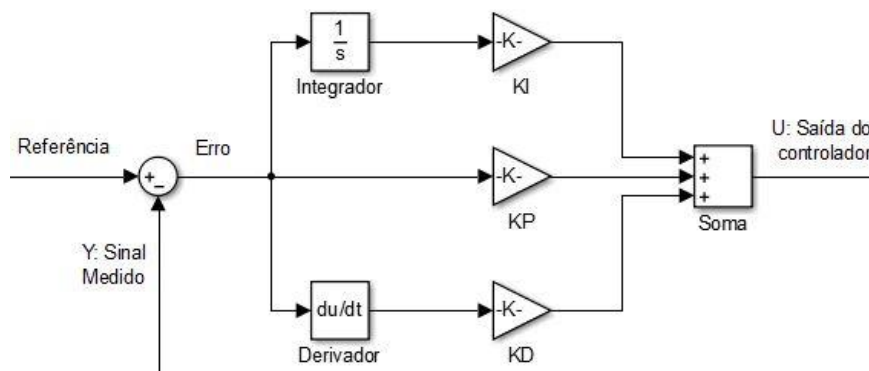 1
s
Integrador
-K-
KI
Referência
+
-
Erro
-K-
KP
+
+
+
Soma
U: Saída do
controlador
Y: Sinal
Medido
du/dt
Derivador
-K-
KD